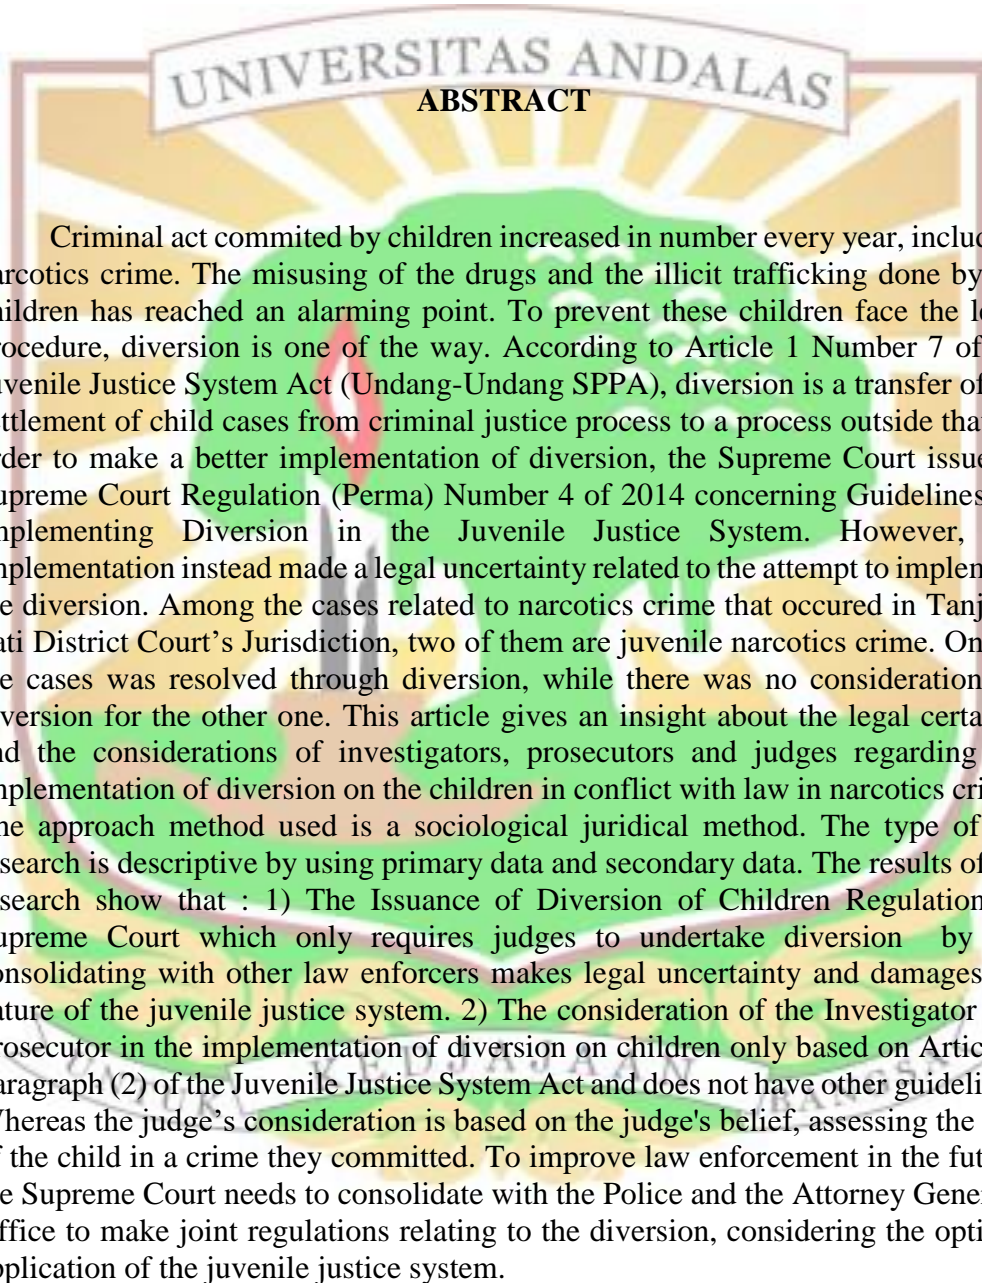 UNIVERSITAS ANDALAS
ABSTRACT
Criminal act commited by children increased in number every year, includ
arcotics crime. The misusing of the drugs and the illicit trafficking done by
hildren has reached an alarming point. To prevent these children face the le
rocedure, diversion is one of the way. According to Article 1 Number 7 of
uvenile Justice System Act (Undang-Undang SPPA), diversion is a transfer of
ettlement of child cases from criminal justice process to a process outside that
rder to make a better implementation of diversion, the Supreme Court issue
upreme Court Regulation (Perma) Number 4 of 2014 concerning Guidelines
mplementing Diversion in the Juvenile Justice System. However,
mplementation instead made a legal uncertainty related to the attempt to implem
e diversion. Among the cases related to narcotics crime that occured in Tanj
ati District Court's Jurisdiction, two of them are juvenile narcotics crime. On
e cases was resolved through diversion, while there was no consideration
version for the other one. This article gives an insight about the legal certa
nd the considerations of investigators, prosecutors and judges regarding
mplementation of diversion on the children in conflict with law in narcotics cri
he approach method used is a sociological juridical method. The type of
search is descriptive by using primary data and secondary data. The results of
search show that : 1) The Issuance of Diversion of Children Regulation
upreme Court which only requires judges to undertake diversion by
onsolidating with other law enforcers makes legal uncertainty and damages
ature of the juvenile justice system. 2) The consideration of the Investigator
rosecutor in the implementation of diversion on children only based on Artic
aragraph (2) of the Juvenile Justice System Act and does not have other guideli
Whereas the judge's consideration is based on the judge's belief, assessing the
f the child in a crime they committed. To improve law enforcement in the fut
e Supreme Court needs to consolidate with the Police and the Attorney Gener
ffice to make joint regulations relating to the diversion, considering the opti
pplication of the juvenile justice system.
UNTUK KEDJAJAAN BANGSA